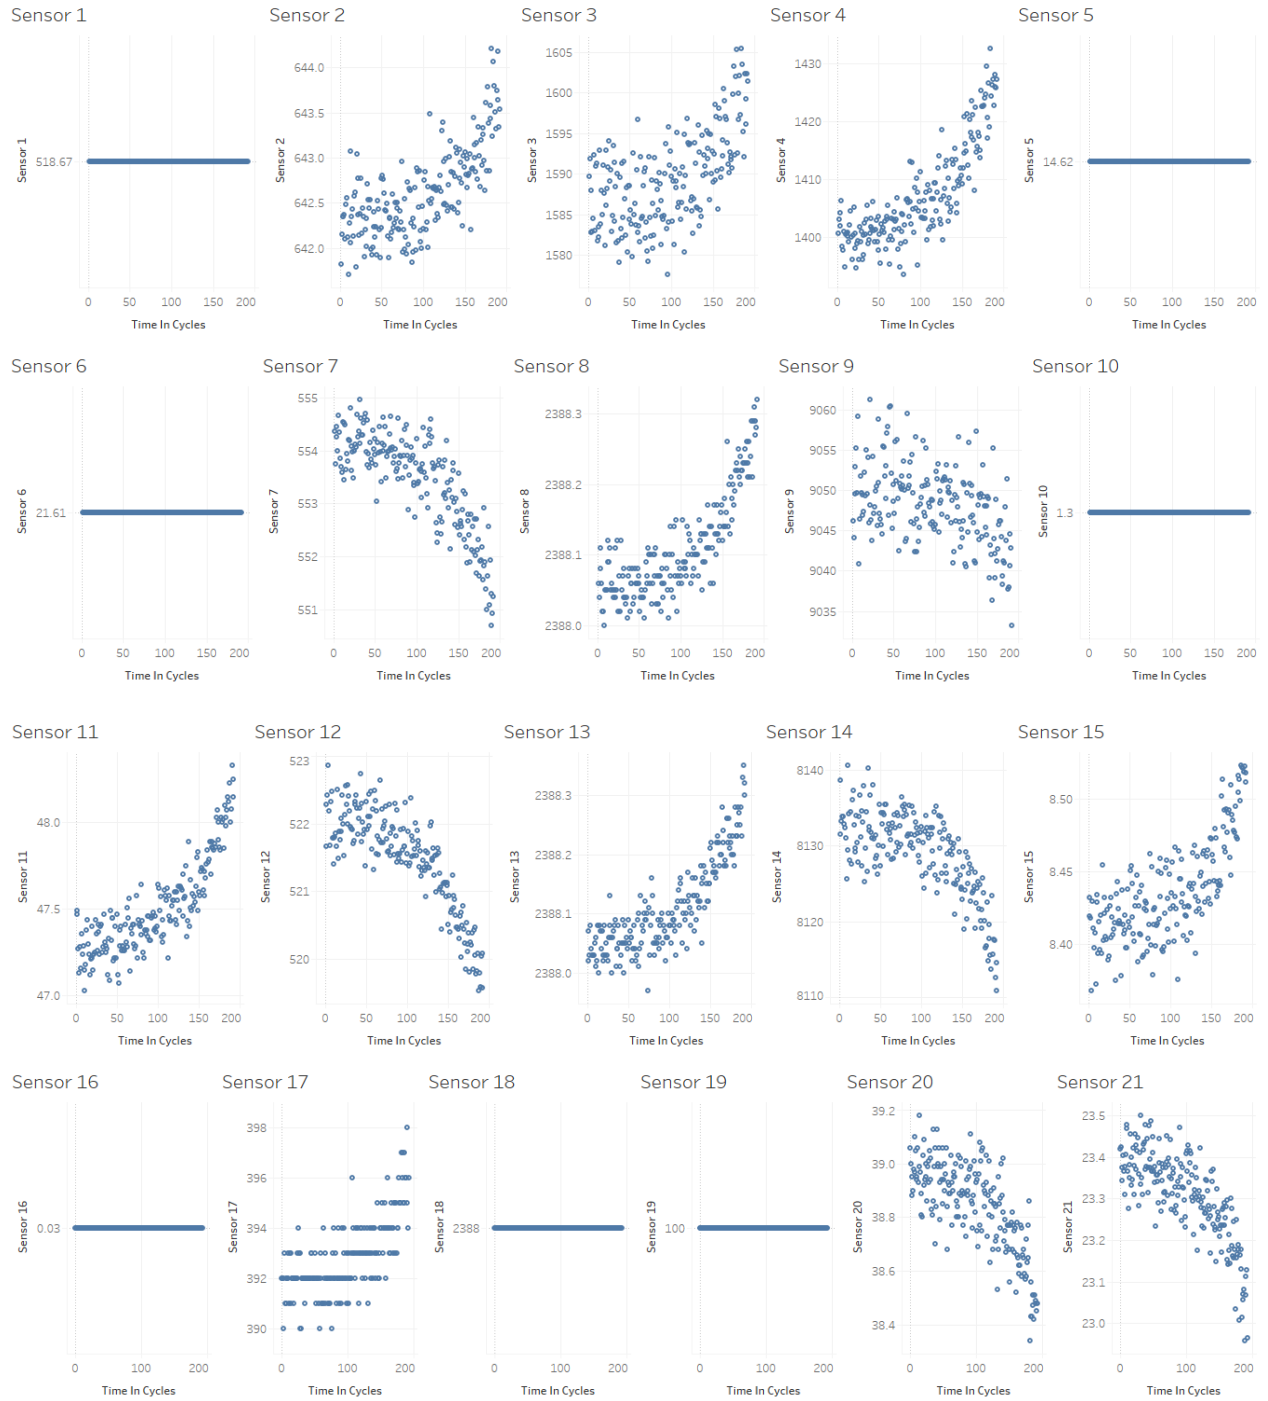 Sensor 1
Sensor 2
Sensor 3
Sensor 4
Sensor 5
Sensor 1
518.67
0 50 100 150 200
Time In Cycles
Sensor 2
644.0
643.5
643.0
642.5
642.0
0 50 100 150 200
Time In Cycles
Sensor 3
1605
1600
1595
1590
1585
1580
0 50 100 150 200
Time In Cycles
Sensor 4
1430
1420
1410
1400
0 50 100 150 200
Time In Cycles
Sensor 5
14.62
0 50 100 150 200
Time In Cycles
Sensor 6
Sensor 7
Sensor 8
Sensor 9
Sensor 10
Sensor 6
21.61
0 50 100 150 200
Time In Cycles
Sensor 7
555
554
553
552
551
0 50 100 150 200
Time In Cycles
Sensor 8
2388.3
2388.2
2388.1
2388.0
0 50 100 150 200
Time In Cycles
Sensor 9
9060
9055
9050
9045
9040
9035
0 50 100 150 200
Time In Cycles
Sensor 10
1.3
0 50 100 150 200
Time In Cycles
Sensor 11
Sensor 12
Sensor 13
Sensor 14
Sensor 15
Sensor 11
48.0
47.5
47.0
0 50 100 150 200
Time In Cycles
Sensor 12
523
522
521
520
0 50 100 150 200
Time In Cycles
Sensor 13
2388.3
2388.2
2388.1
2388.0
0 50 100 150 200
Time In Cycles
Sensor 14
8140
8130
8120
8110
0 50 100 150 200
Time In Cycles
Sensor 15
8.50
8.45
8.40
0 50 100 150 200
Time In Cycles
Sensor 16
Sensor 17
Sensor 18
Sensor 19
Sensor 20
Sensor 21
Sensor 16
0.03
0 100 200
Time In Cycles
Sensor 17
398
396
394
392
390
0 100 200
Time In Cycles
Sensor 18
2388
0 100 200
Time In Cycles
Sensor 19
100
0 100 200
Time In Cycles
Sensor 20
39.2
39.0
38.8
38.6
38.4
0 100 200
Time In Cycles
Sensor 21
23.5
23.4
23.3
23.2
23.1
23.0
0 100 200
Time In Cycles